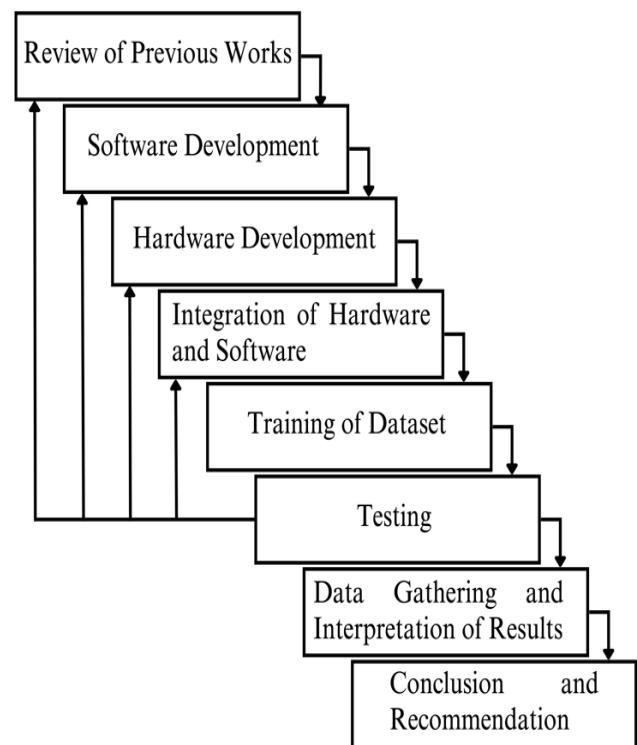 Review of Previous Works
Software Development
Hardware Development
Integration of Hardware
and Software
Training of Dataset
Testing
Data Gathering and
Interpretation of Results
Conclusion and
Recommendation